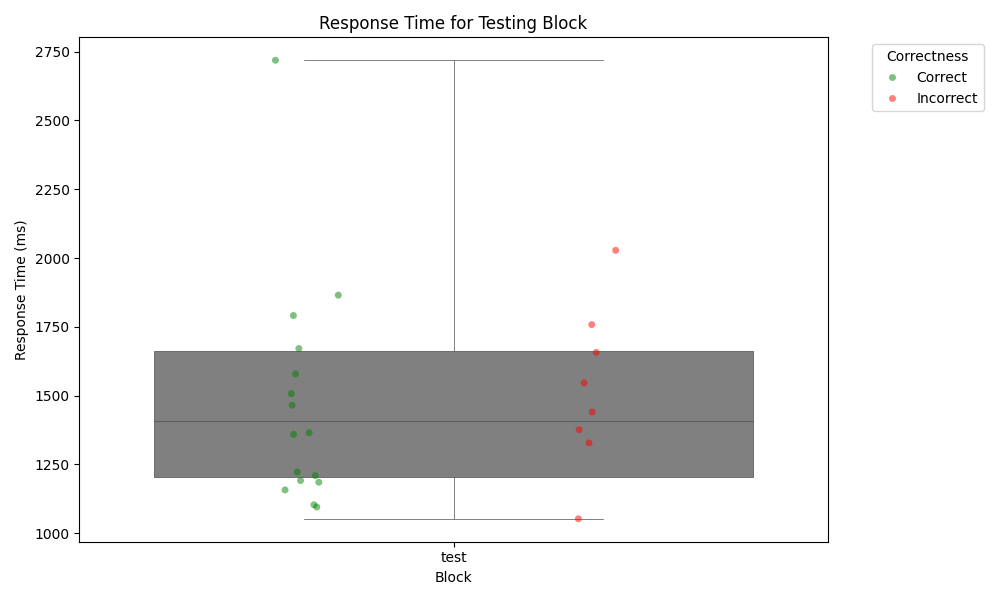 Response Time for Testing Block
Correctness
Correct
Incorrect
Response Time (ms)
2750
2500
2250
2000
1750
1500
1250
1000
test
Block